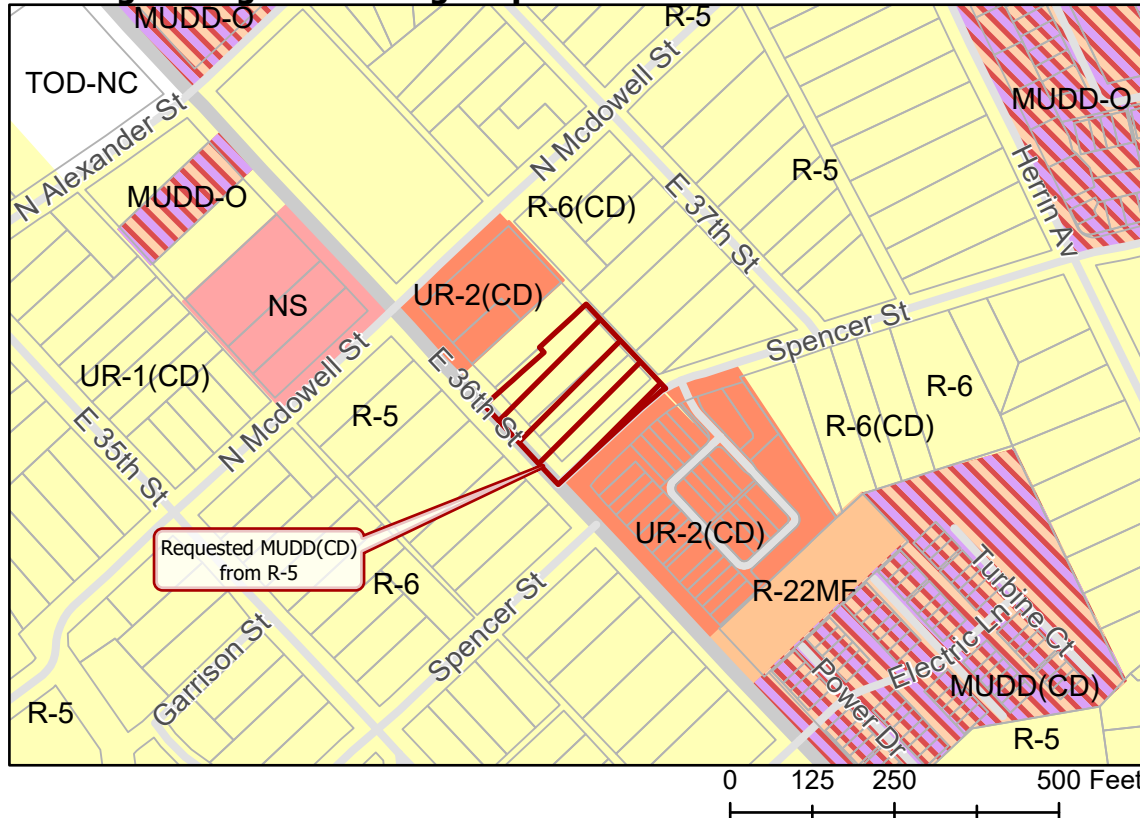 MUDD-O
R-5
TOD-NC
N Alexander St
N Mcdowell St
MUDD-O
Herrin Av
R-5
E 37th St
MUDD-O
R-6(CD)
NS
UR-2(CD)
Spencer St
UR-1(CD)
E 36th St
R-6
N Mcdowell St
R-5
R-6(CD)
E 35th St
UR-2(CD)
Requested MUDD(CD)
from R-5
R-6
R-22MF
Turbine Ct
Electric Ln
Spencer St
Garrison St
Power Dr
MUDD(CD)
R-5
R-5
0 125 250 500 Feet